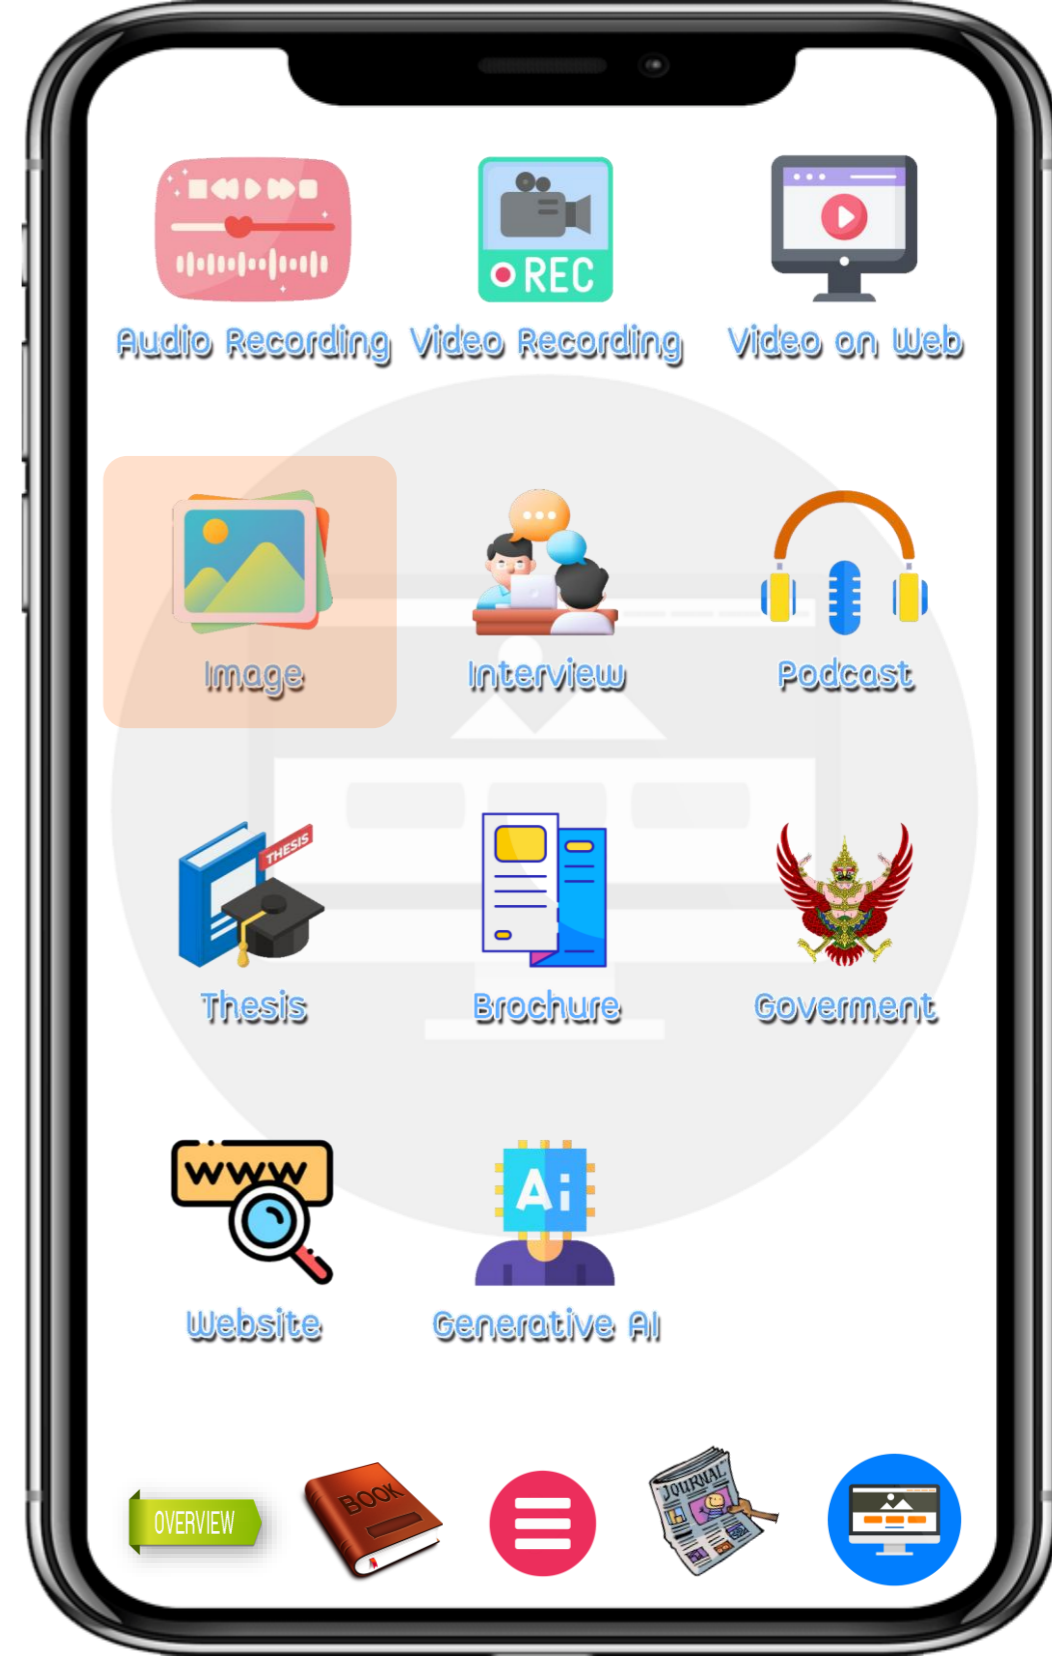 REC
Audio Recording Video Recording Video on Web
Image Interview Podcast
THESIS
Thesis Brochure Goverment
WWW
Ai
Website Generative AI
OVERVIEW BOOK JOURNAL